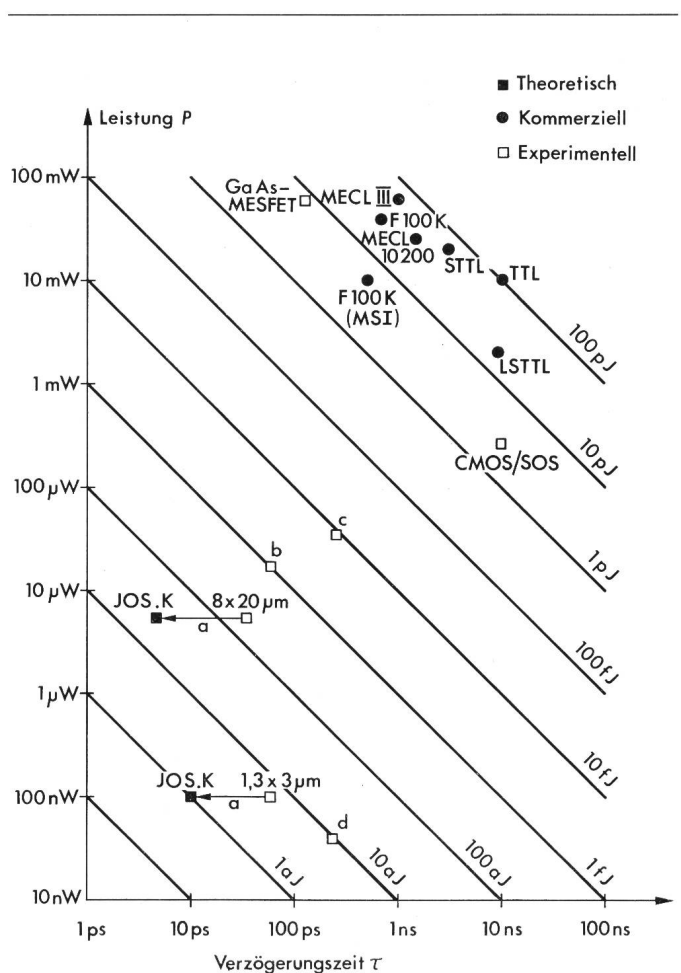 ■ Theoretisch
● Kommerziell
□ Experimentell
Leistung P
100 mW
10 mW
1 mW
100 µW
10 µW
1 µW
100 nW
10 nW
GaAs-
MESFET
MECL III
F 100 K
MECL
10 200
STTL
TTL
F 100 K
(MSI)
LSTTL
CMOS/SOS
100 pJ
10 pJ
1 pJ
100 fJ
10 fJ
1 fJ
100 aJ
10 aJ
1 aJ
c
b
JOS.K
8 x 20 µm
a
JOS.K
1,3 x 3 µm
a
d
1 ps
10 ps
100 ps
1 ns
10 ns
100 ns
Verzögerungszeit τ